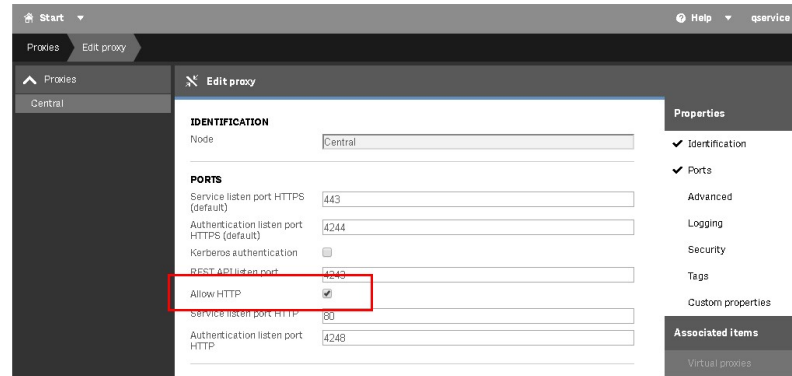 Start
Help qservice
Proxies Edit proxy
Proxies
Central
Edit proxy
IDENTIFICATION
Node Central
PORTS
Service listen port HTTPS
(default)
443
Authentication listen port
HTTPS (default)
4244
Kerberos authentication
REST API listen port 4243
Allow HTTP
Service listen port HTTP 80
Authentication listen port
HTTP
4248
Properties
Identification
Ports
Advanced
Logging
Security
Tags
Custom properties
Associated items
Virtual proxies